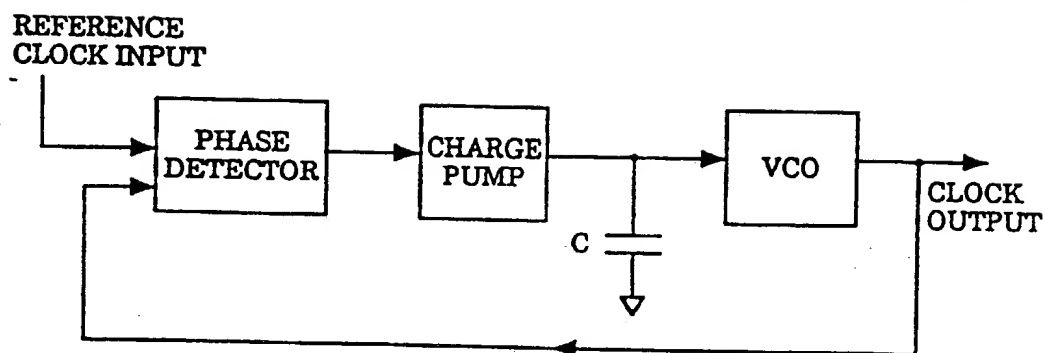 REFERENCE
CLOCK INPUT
PHASE
DETECTOR
CHARGE
PUMP
VCO
CLOCK
OUTPUT
C